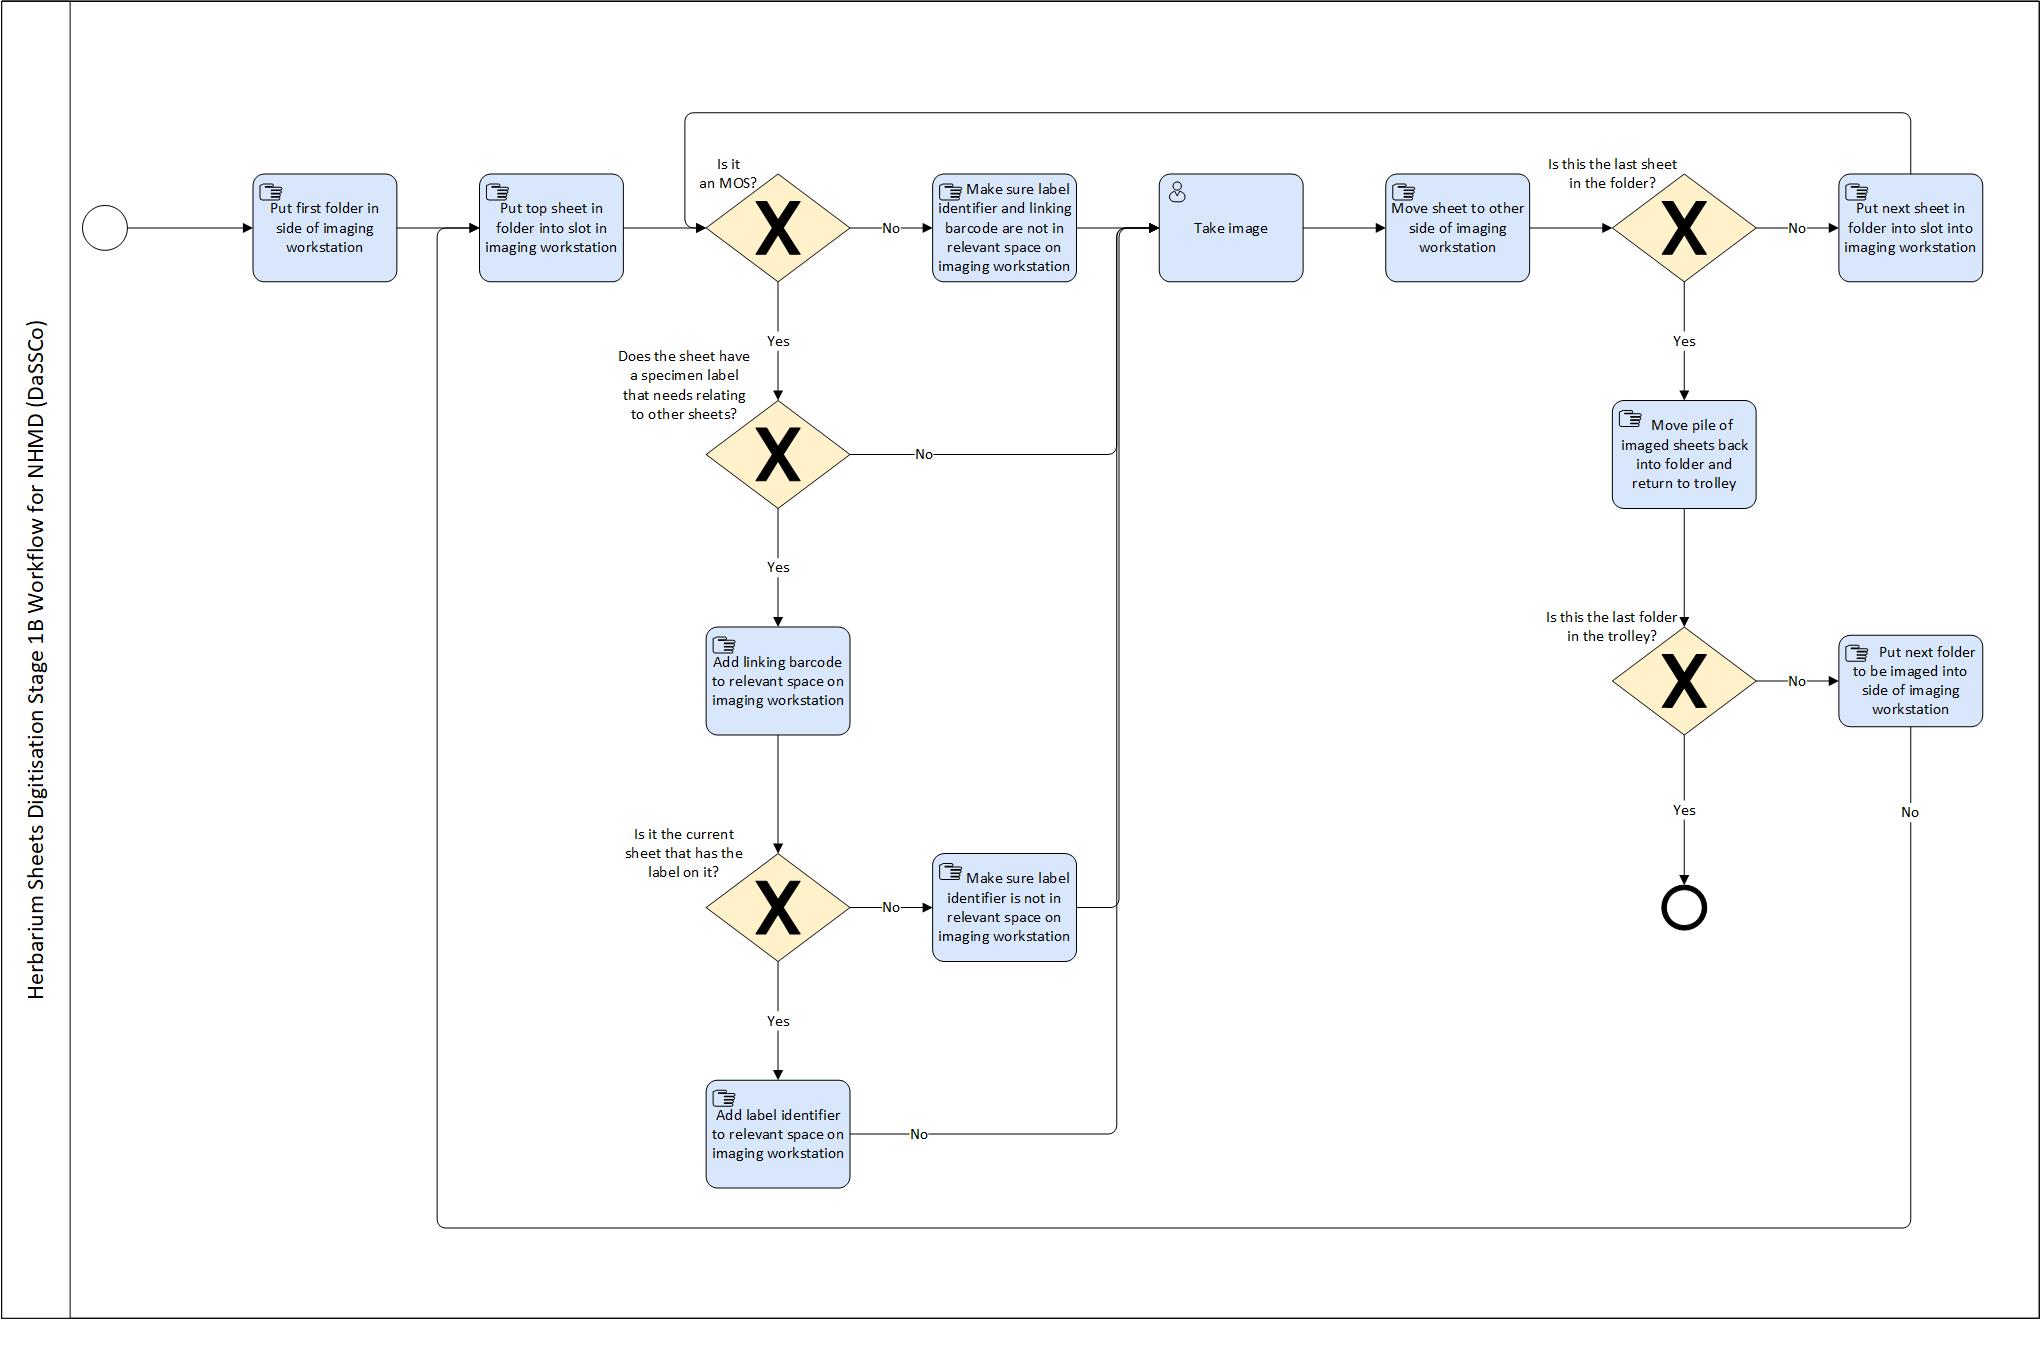 Herbarium Sheets Digitisation Stage 1B Workflow for NHMD (DaSSCo)
Put first folder in
side of imaging
workstation
Put top sheet in
folder into slot in
imaging workstation
Is it
an MOS?
No
Make sure label
identifier and linking
barcode are not in
relevant space on
imaging workstation
Take image
Move sheet to other
side of imaging
workstation
Is this the last sheet
in the folder?
No
Put next sheet in
folder into slot into
imaging workstation
Yes
Does the sheet have
a specimen label
that needs relating
to other sheets?
No
Yes
Add linking barcode
to relevant space on
imaging workstation
Is it the current
sheet that has the
label on it?
No
Make sure label
identifier is not in
relevant space on
imaging workstation
Yes
Add label identifier
to relevant space on
imaging workstation
No
Yes
Move pile of
imaged sheets back
into folder and
return to trolley
Is this the last folder
in the trolley?
No
Put next folder
to be imaged into
side of imaging
workstation
Yes
No